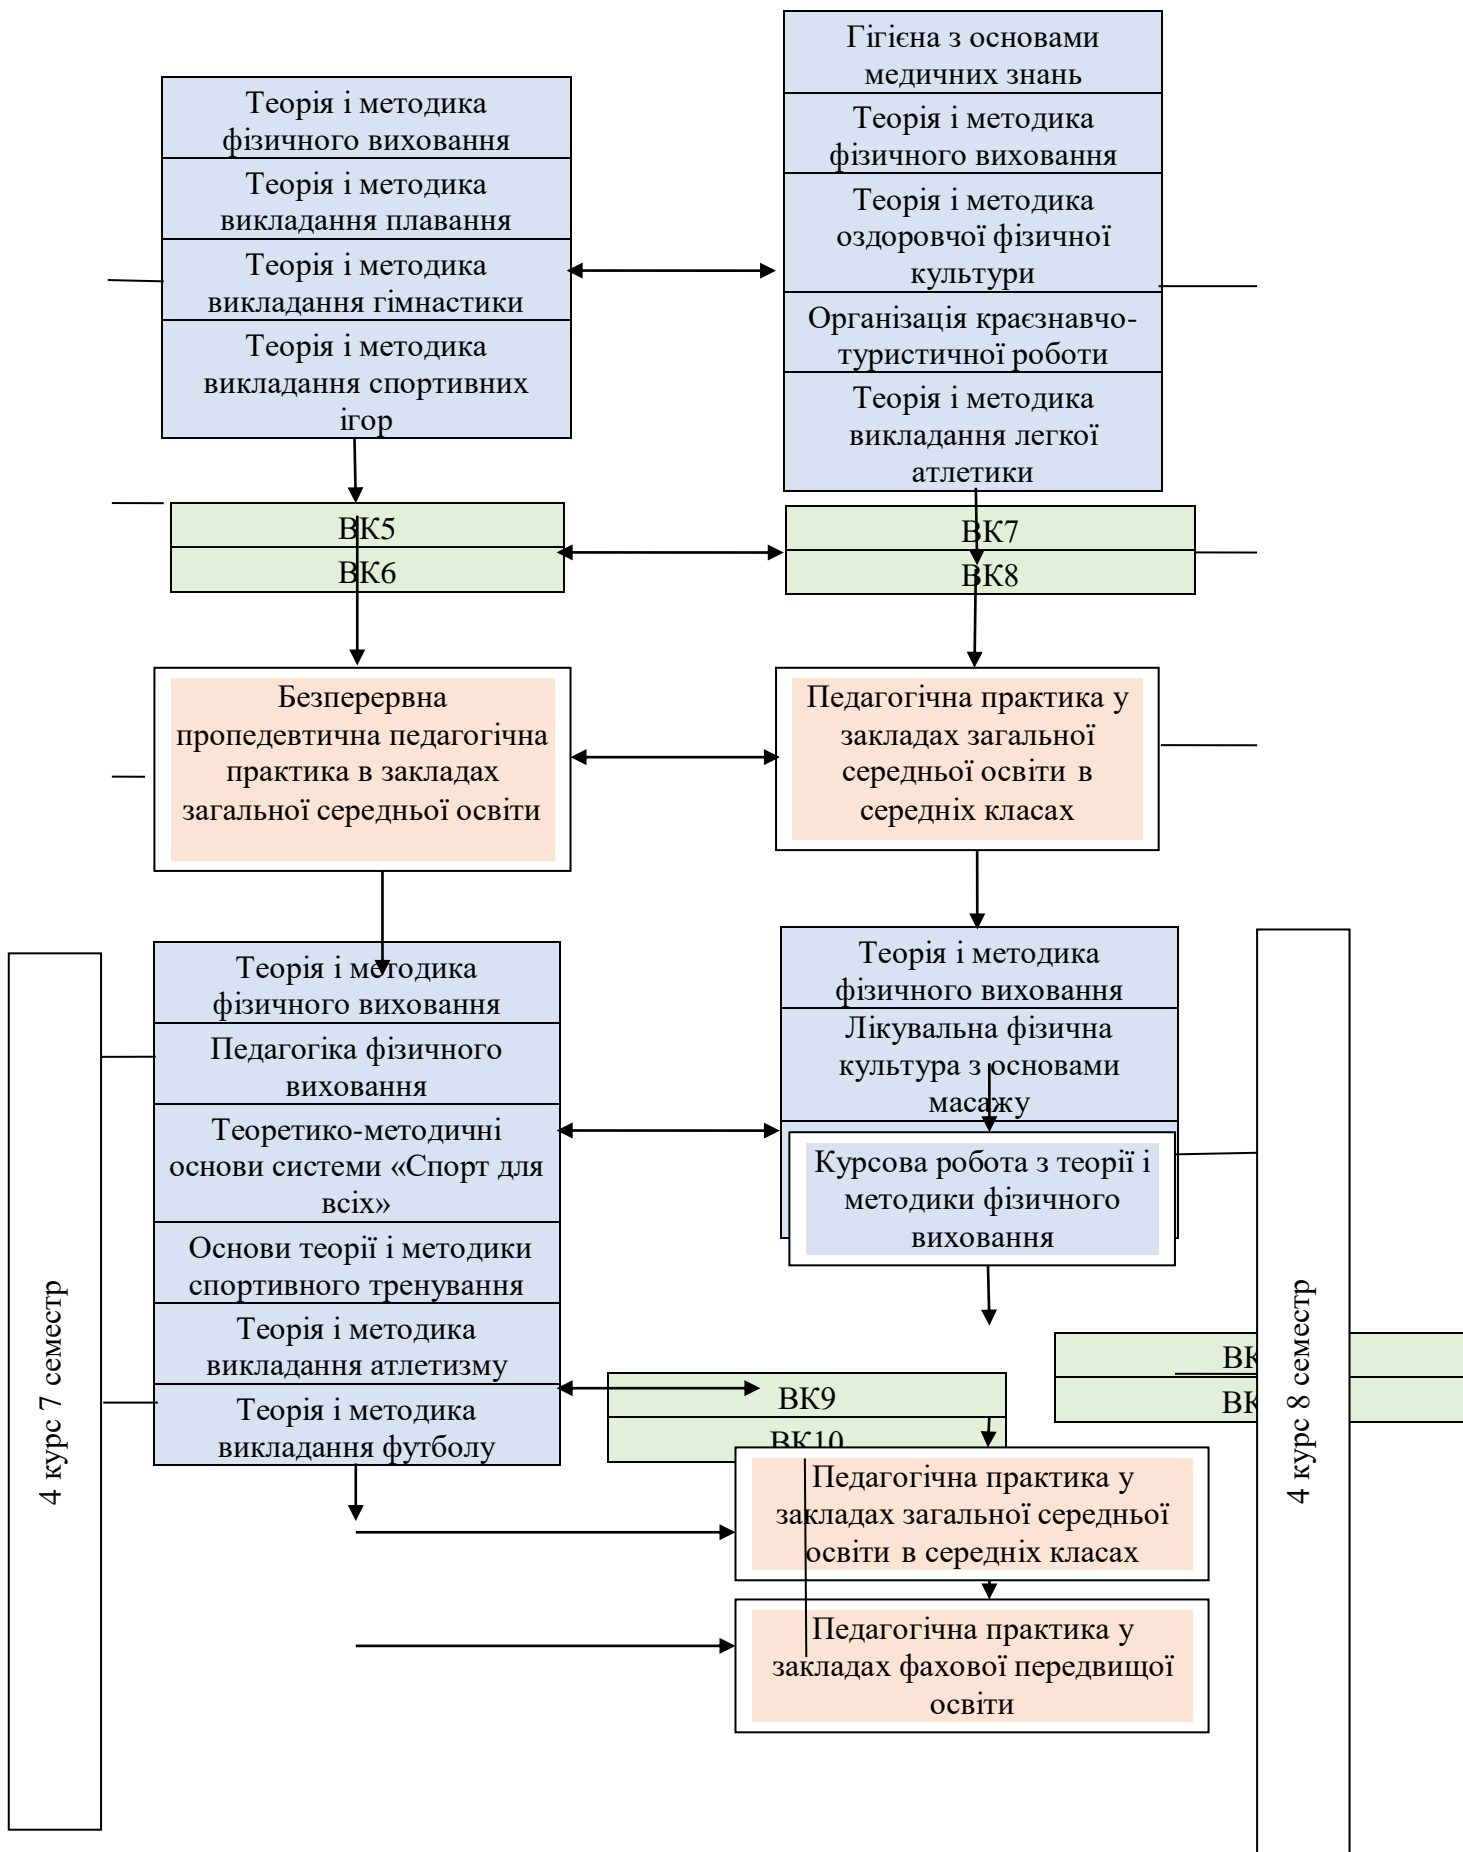 Теорія і методика
фізичного виховання
Теорія і методика
викладання плавання
Теорія і методика
викладання гімнастики
Теорія і методика
викладання спортивних
ігор
Гігієна з основами
медичних знань
Теорія і методика
фізичного виховання
Теорія і методика
оздоровчої фізичної
культури
Організація краєзнавчо-
туристичної роботи
Теорія і методика
викладання легкої
атлетики
ВК5
ВК6
ВК7
ВК8
Безперервна
пропедевтична педагогічна
практика в закладах
загальної середньої освіти
Педагогічна практика у
закладах загальної
середньої освіти в
середніх класах
4 курс 7 семестр
Теорія і методика
фізичного виховання
Педагогіка фізичного
виховання
Теоретико-методичні
основи системи «Спорт для
всіх»
Основи теорії і методики
спортивного тренування
Теорія і методика
викладання атлетизму
Теорія і методика
викладання футболу
Теорія і методика
фізичного виховання
Лікувальна фізична
культура з основами
масажу
Курсова робота з теорії і
методики фізичного
виховання
4 курс 8 семестр
ВК
ВК
ВК9
ВК10
Педагогічна практика у
закладах загальної середньої
освіти в середніх класах
Педагогічна практика у
закладах фахової передвищої
освіти